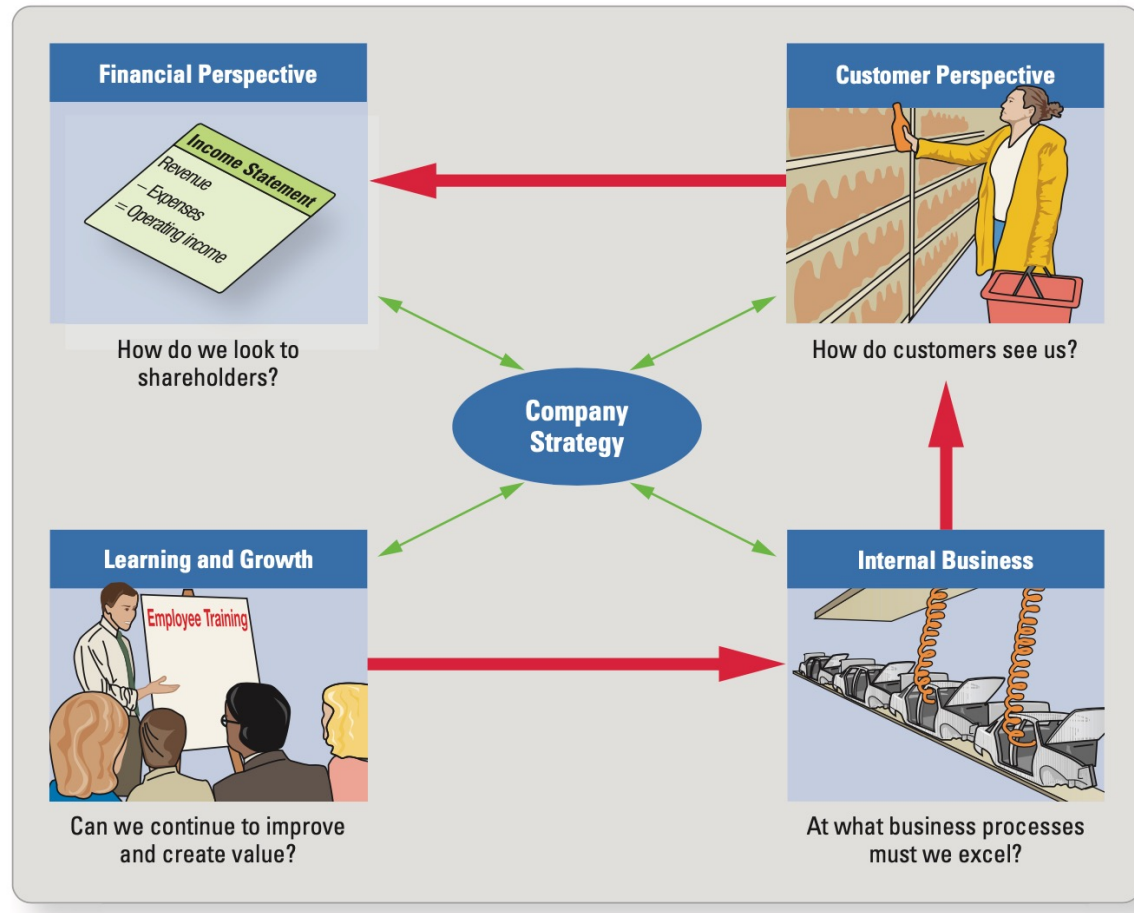 Financial Perspective
Income Statement
Revenue
– Expenses
= Operating income
How do we look to
shareholders?
Customer Perspective
How do customers see us?
Company
Strategy
Learning and Growth
Employee Training
Can we continue to improve
and create value?
Internal Business
At what business processes
must we excel?